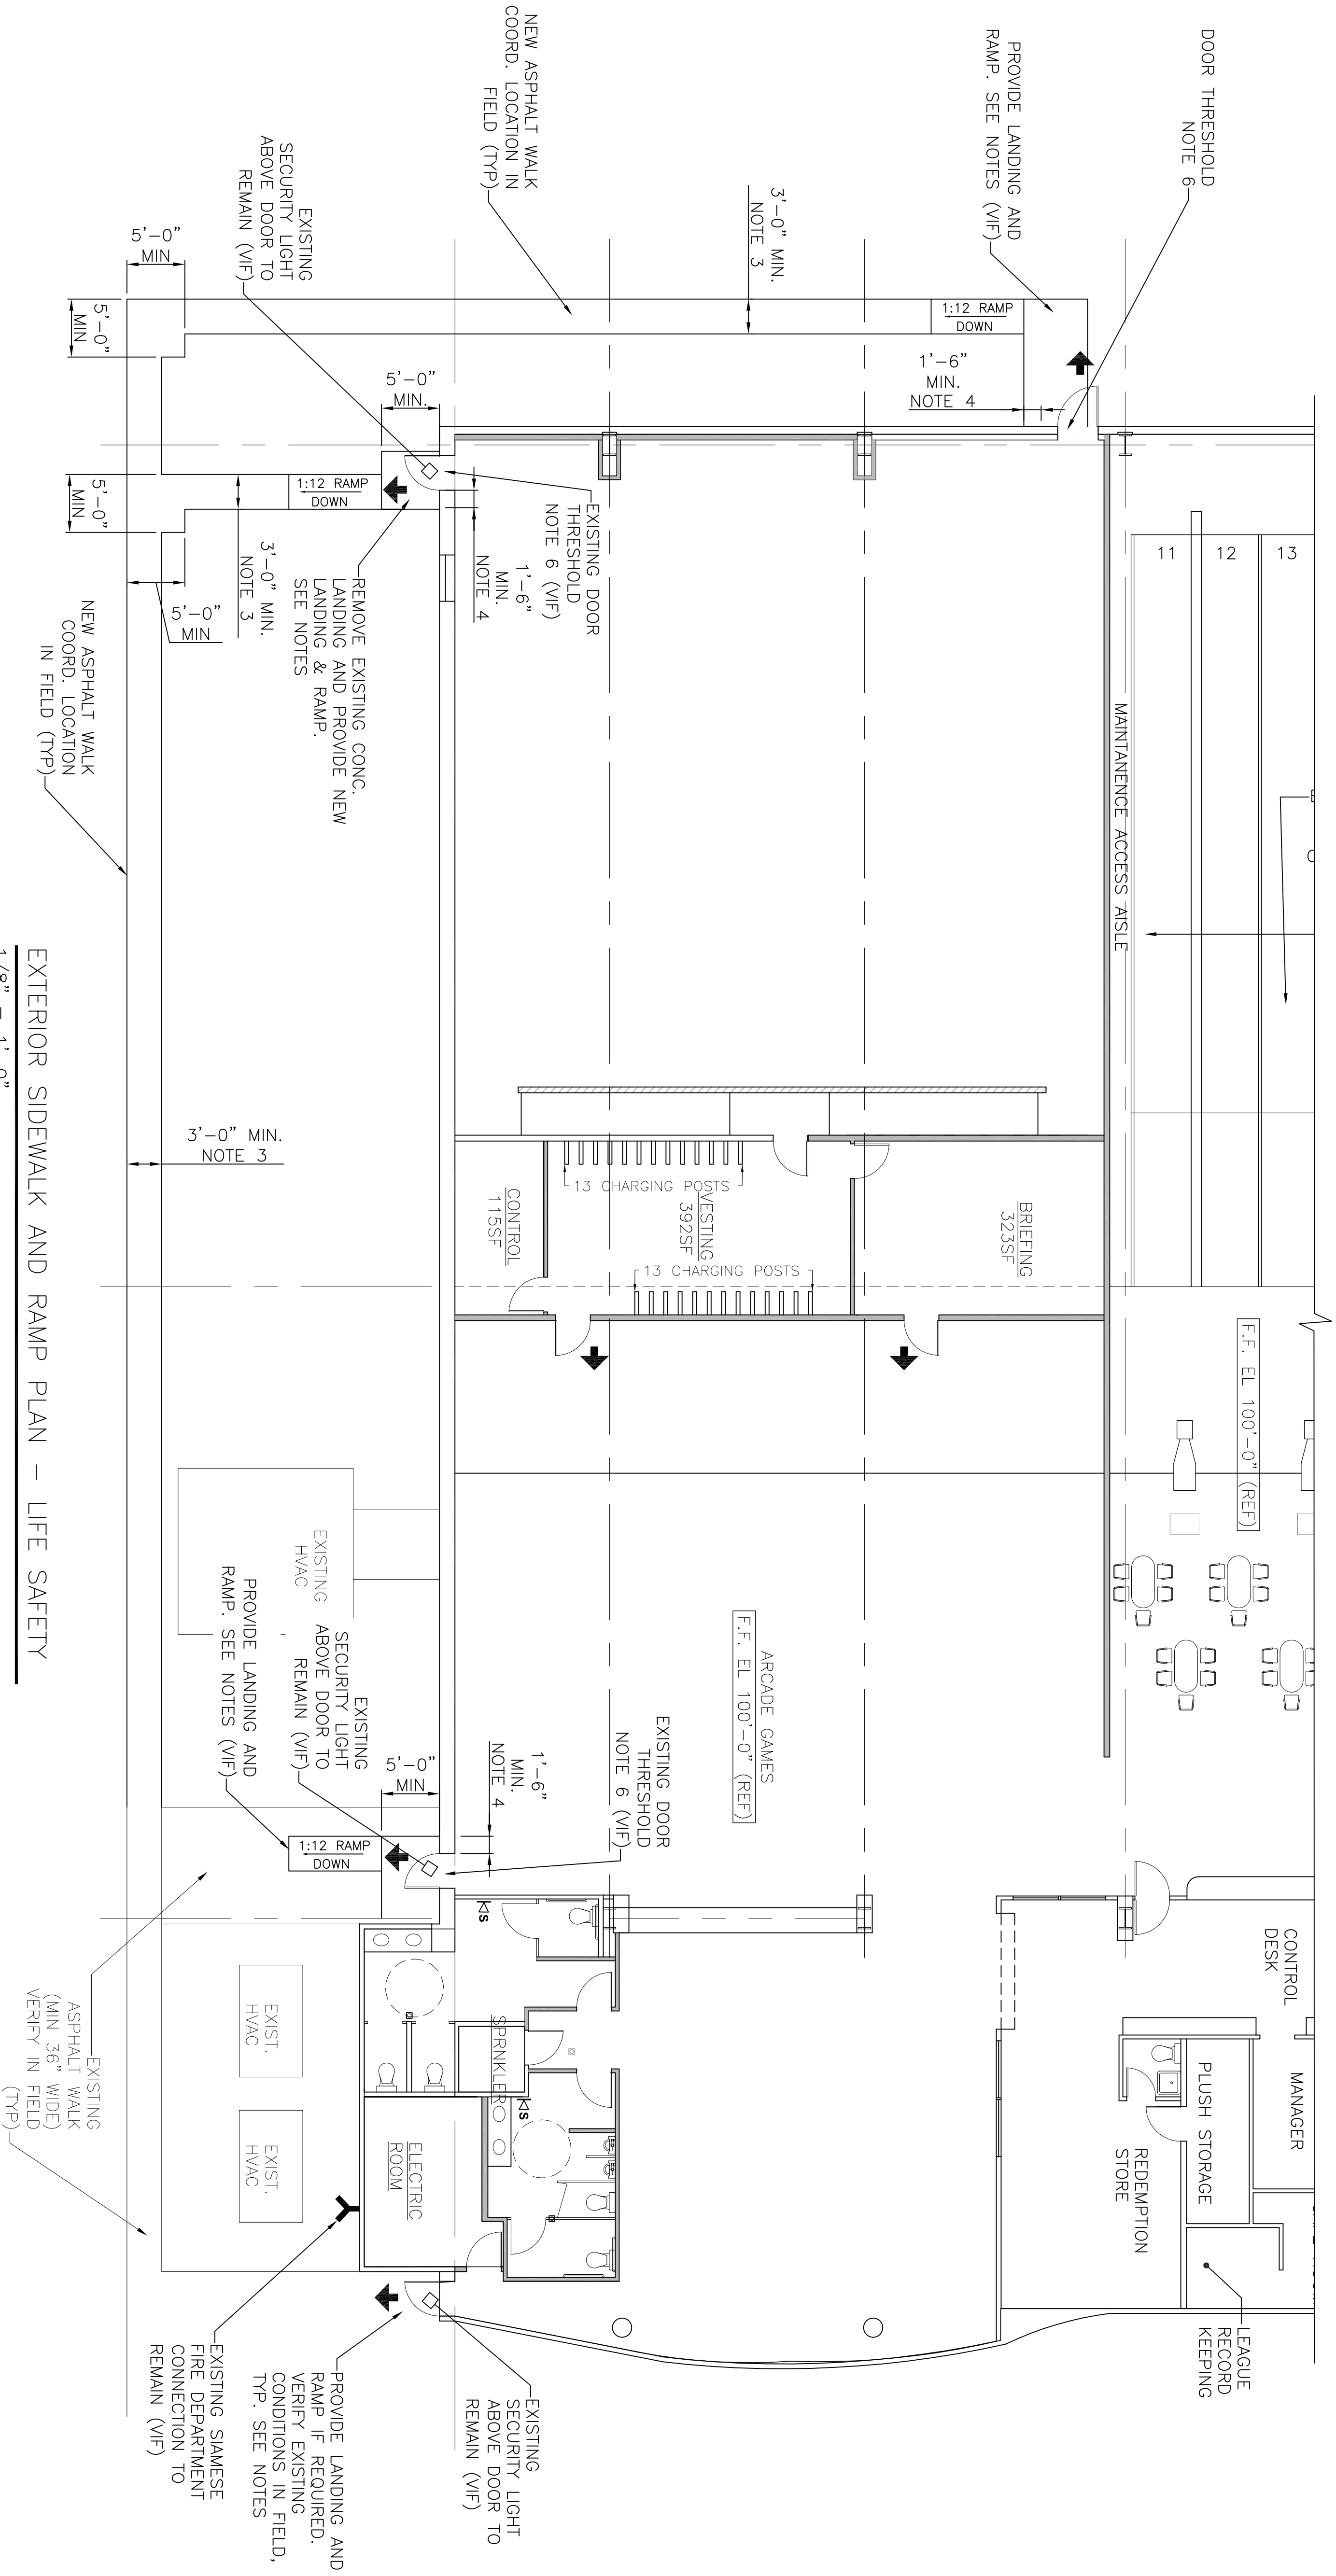 DOOR THRESHOLD
NOTE 6
PROVIDE LANDING AND
RAMP. SEE NOTES (VIF)
3'-0" MIN.
NOTE 3
NEW ASPHALT WALK
COORD. LOCATION IN
FIELD (TYP)
EXISTING
SECURITY LIGHT
ABOVE DOOR TO
REMAIN (VIF)
5'-0"
MIN
5'-0"
MIN
1:12 RAMP
DOWN
1'-6"
MIN.
NOTE 4
5'-0"
MIN.
1:12 RAMP
DOWN
5'-0"
MIN
3'-0" MIN.
NOTE 3
5'-0"
MIN
EXISTING DOOR
THRESHOLD
NOTE 6 (VIF)
1'-6"
MIN.
NOTE 4
REMOVE EXISTING CONC.
LANDING AND PROVIDE NEW
LANDING & RAMP.
SEE NOTES
NEW ASPHALT WALK
COORD. LOCATION
IN FIELD (TYP)
11
12
13
MAINTANENCE ACCESS AISLE
EXTERIOR SIDEWALK AND RAMP PLAN - LIFE SAFETY
1/8" = 1'-0"
3'-0" MIN.
NOTE 3
13 CHARGING POSTS
13 CHARGING POSTS
CONTROL
115SF
VESTING
392SF
BRIEFING
323SF
F.F. EL 100'-0" (REF)
ARCADE GAMES
F.F. EL 100'-0" (REF)
EXISTING
HVAC
EXISTING
SECURITY LIGHT
ABOVE DOOR TO
REMAIN (VIF)
PROVIDE LANDING AND
RAMP. SEE NOTES (VIF)
EXISTING DOOR
THRESHOLD
NOTE 6 (VIF)
1'-6"
MIN.
NOTE 4
5'-0"
MIN
1:12 RAMP
DOWN
S
S
SPRNKLER
ELECTRIC
ROOM
EXIST.
HVAC
EXIST.
HVAC
EXISTING
ASPHALT WALK
(MIN 36" WIDE)
VERIFY IN FIELD
(TYP)
CONTROL
DESK
MANAGER
PLUSH STORAGE
REDEMPTION
STORE
LEAGUE
RECORD
KEEPING
EXISTING
SECURITY LIGHT
ABOVE DOOR TO
REMAIN (VIF)
PROVIDE LANDING AND
RAMP IF REQUIRED.
VERIFY EXISTING
CONDITIONS IN FIELD,
TYP. SEE NOTES
EXISTING SIAMESE
FIRE DEPARTMENT
CONNECTION TO
REMAIN (VIF)